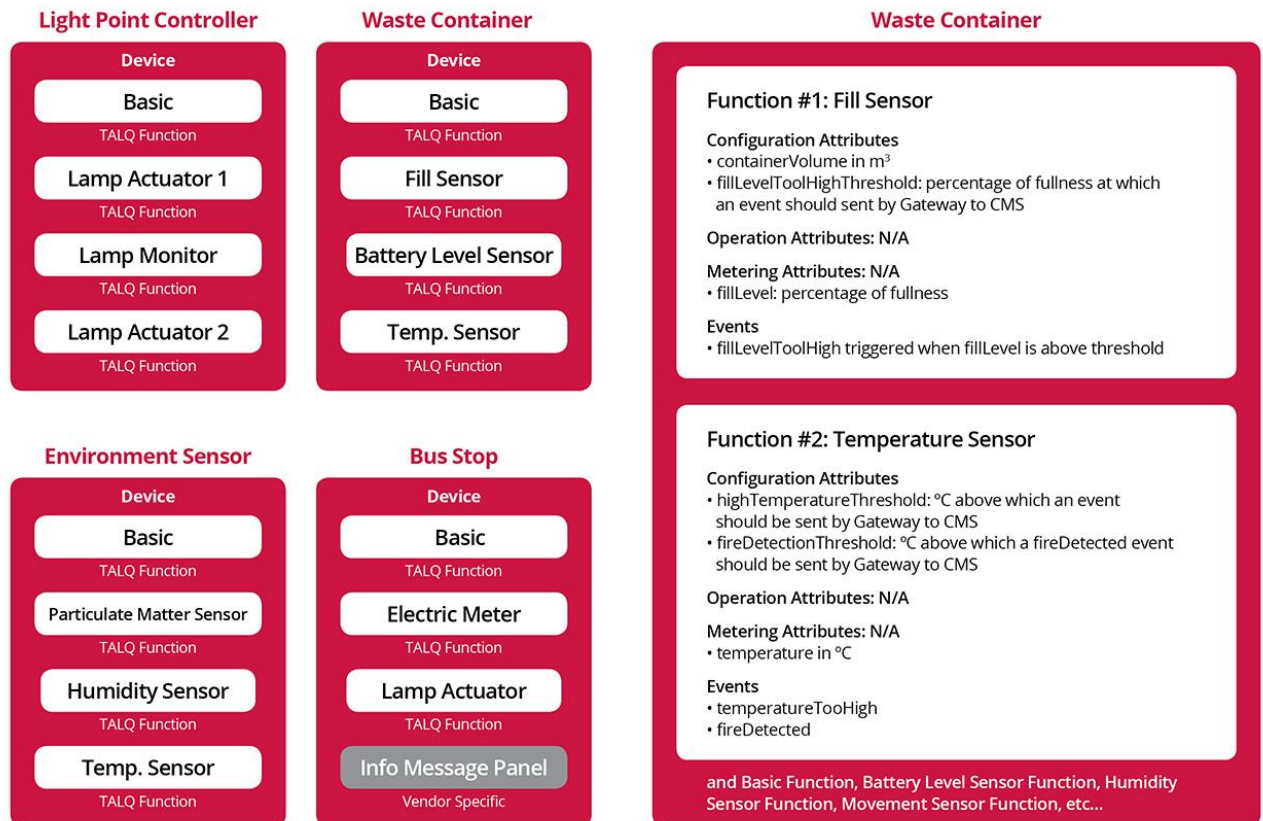 Light Point Controller
Device
Basic
TALQ Function
Lamp Actuator 1
TALQ Function
Lamp Monitor
TALQ Function
Lamp Actuator 2
TALQ Function
Waste Container
Device
Basic
TALQ Function
Fill Sensor
TALQ Function
Battery Level Sensor
TALQ Function
Temp. Sensor
TALQ Function
Environment Sensor
Device
Basic
TALQ Function
Particulate Matter Sensor
TALQ Function
Humidity Sensor
TALQ Function
Temp. Sensor
TALQ Function
Bus Stop
Device
Basic
TALQ Function
Electric Meter
TALQ Function
Lamp Actuator
TALQ Function
Info Message Panel
Vendor Specific
Waste Container
Function #1: Fill Sensor
Configuration Attributes
• containerVolume in m³
• fillLevelToolHighThreshold: percentage of fullness at which
an event should sent by Gateway to CMS
Operation Attributes: N/A
Metering Attributes: N/A
• fillLevel: percentage of fullness
Events
• fillLevelToolHigh triggered when fillLevel is above threshold
Function #2: Temperature Sensor
Configuration Attributes
• highTemperatureThreshold: °C above which an event
should be sent by Gateway to CMS
• fireDetectionThreshold: °C above which a fireDetected event
should be sent by Gateway to CMS
Operation Attributes: N/A
Metering Attributes: N/A
• temperature in °C
Events
• temperatureTooHigh
• fireDetected
and Basic Function, Battery Level Sensor Function, Humidity
Sensor Function, Movement Sensor Function, etc...